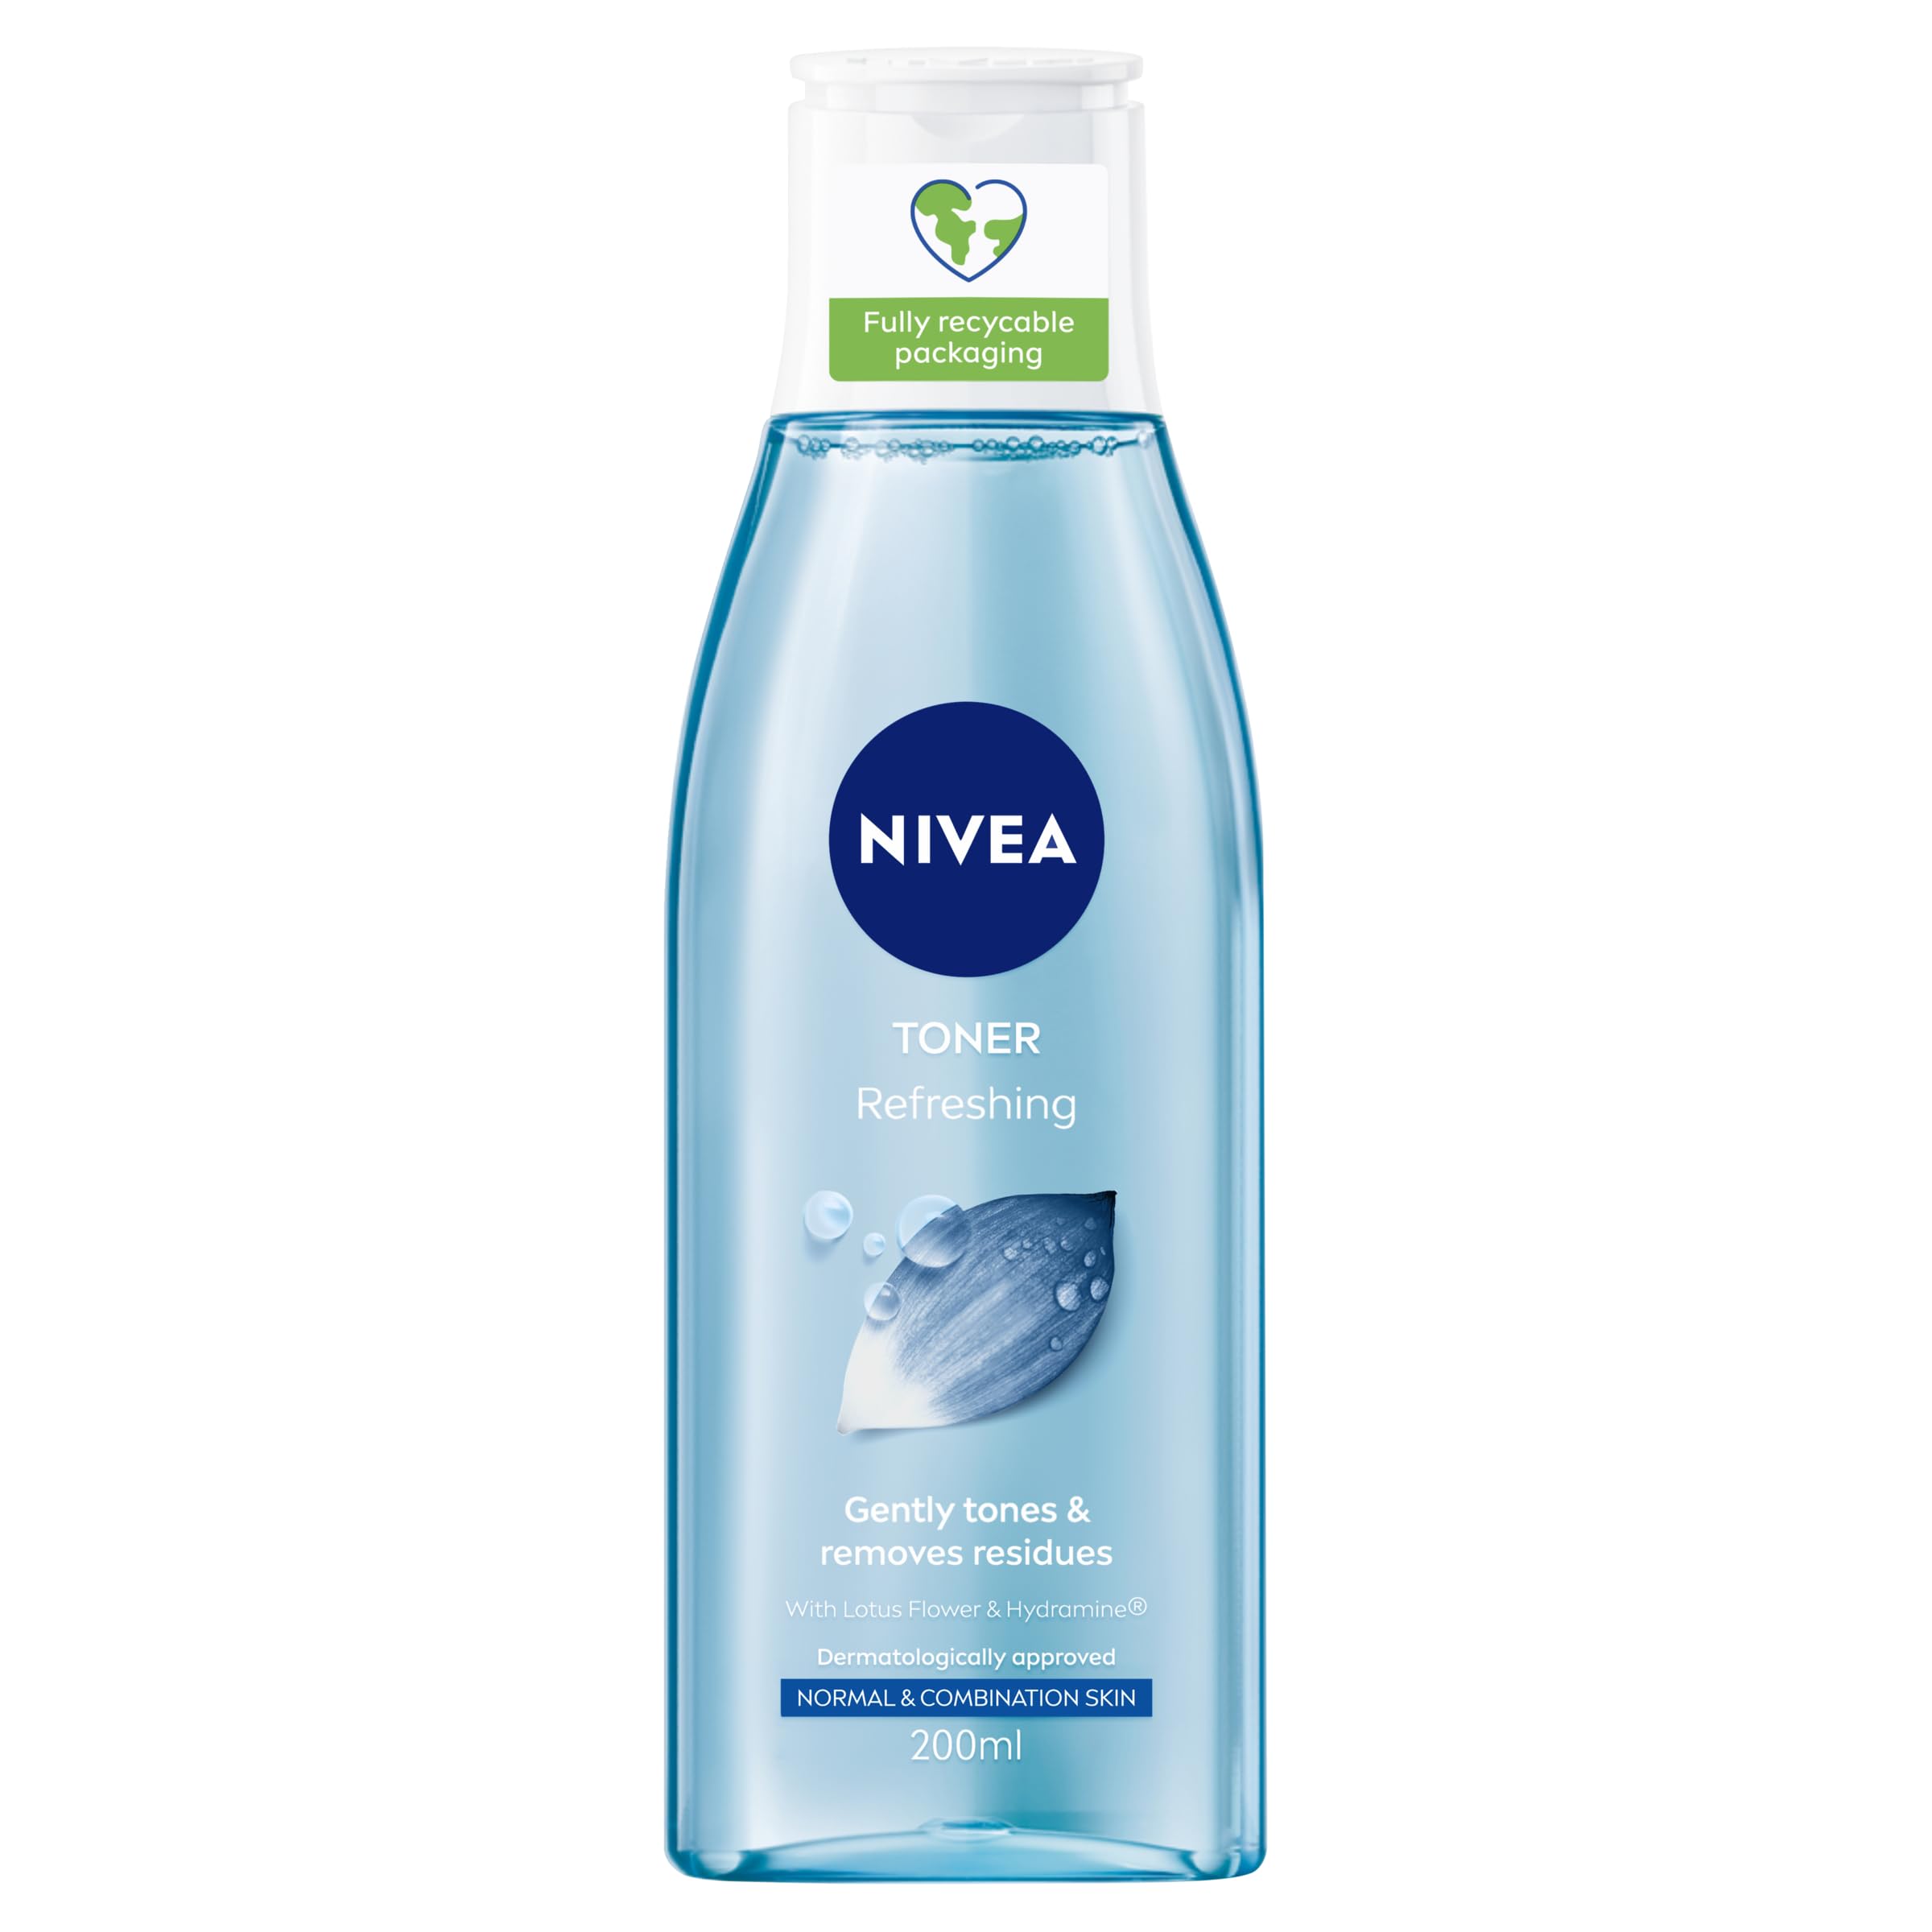 Fully recycable
packaging
NIVEA
TONER
Refreshing
Gently tones &
removes residues
With Lotus Flower & Hydramine®
Dermatologically approved
NORMAL & COMBINATION SKIN
200ml